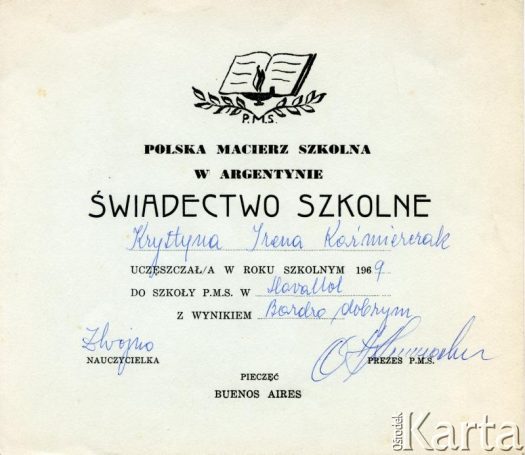 P.M.S.
POLSKA MACIERZ SZKOLNA
W ARGENTYNIE
ŚWIADECTWO SZKOLNE
Krystyna Irena Kaźmierczak
UCZĘSZCZAŁ/A W ROKU SZKOLNYM 1969
DO SZKOŁY P.M.S. W
Z WYNIKIEM Bardzo dobrym
NAUCZYCIELKA
PREZES P.M.S.
PIECZĘĆ
BUENOS AIRES
Ośrodek Karta